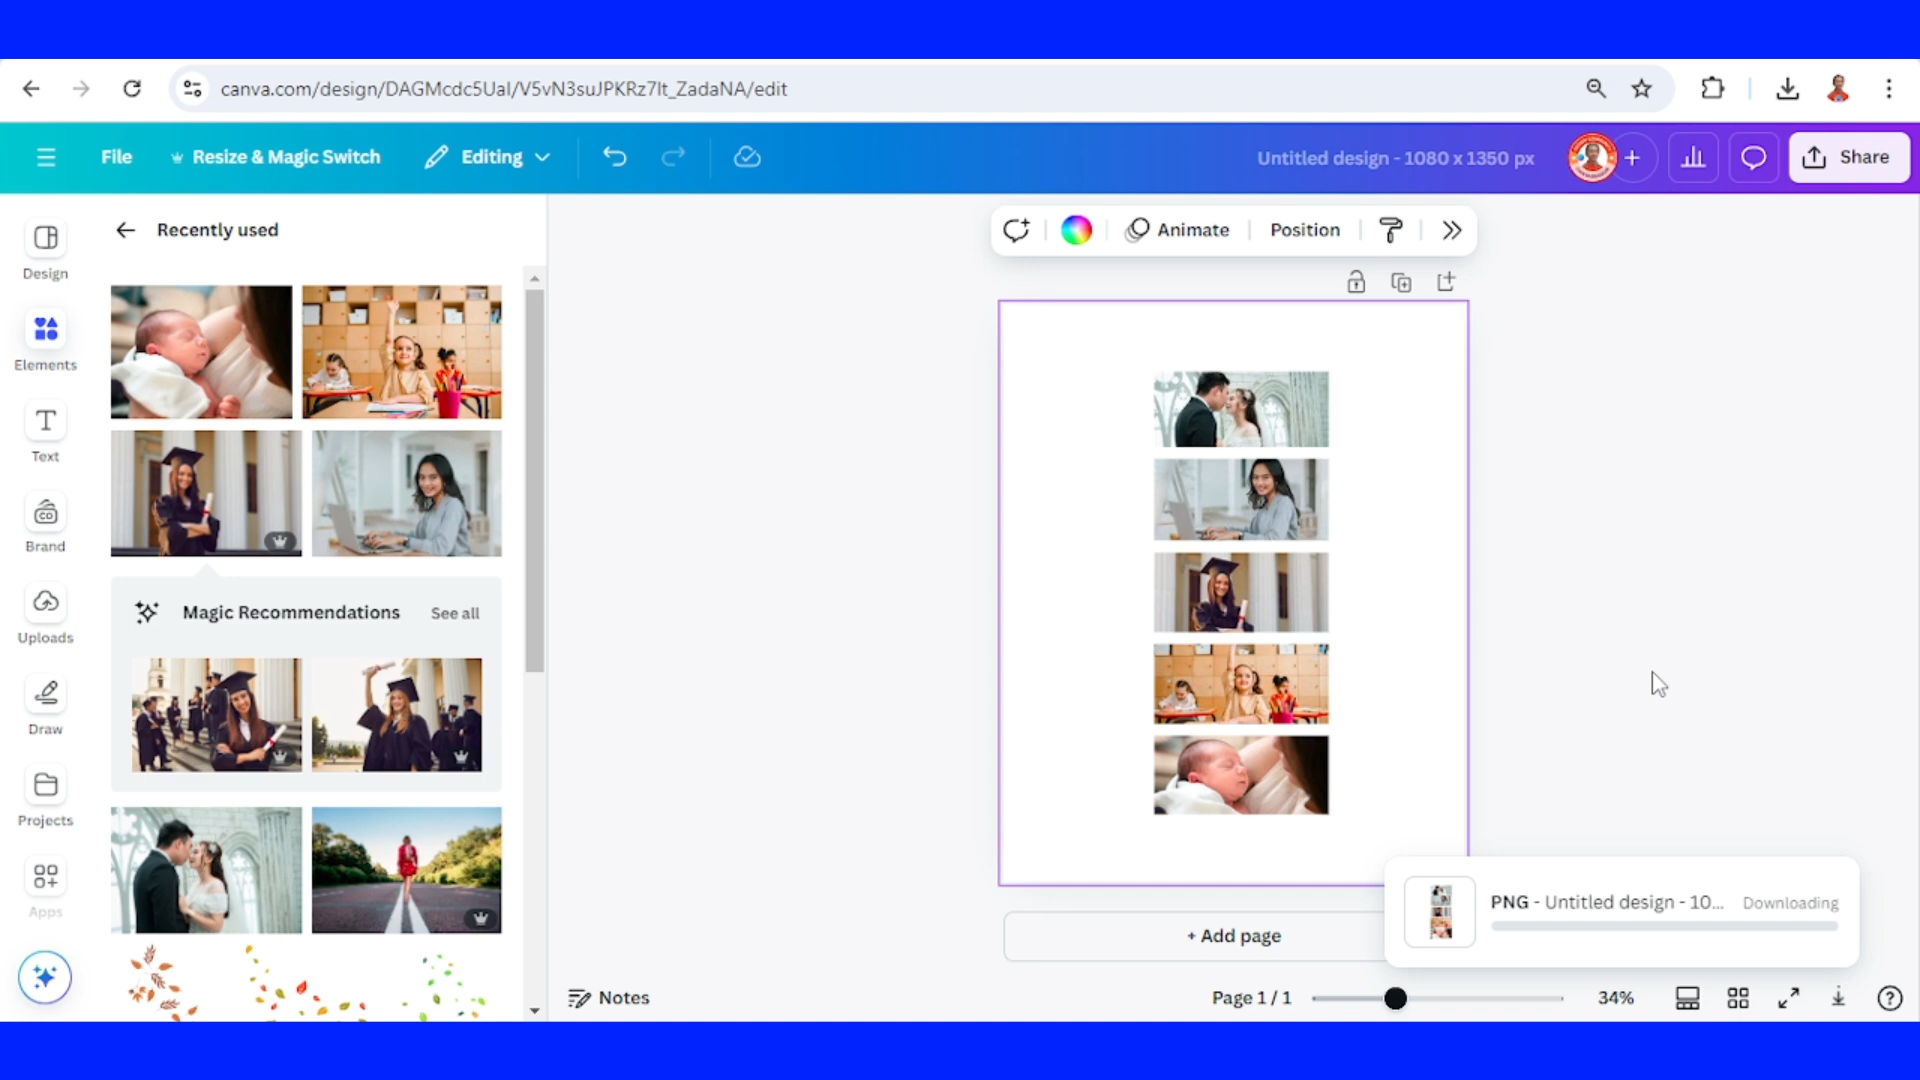 canva.com/design/DAGMcdc5UaI/V5vN3suJPKRz7It_ZadaNA/edit
File
Resize & Magic Switch
Editing
Untitled design - 1080 x 1350 px
Share
Design
Elements
Text
Brand
Uploads
Draw
Projects
Apps
Recently used
Magic Recommendations
See all
Animate
Position
+ Add page
PNG - Untitled design - 10...
Downloading
Notes
Page 1 / 1
34%